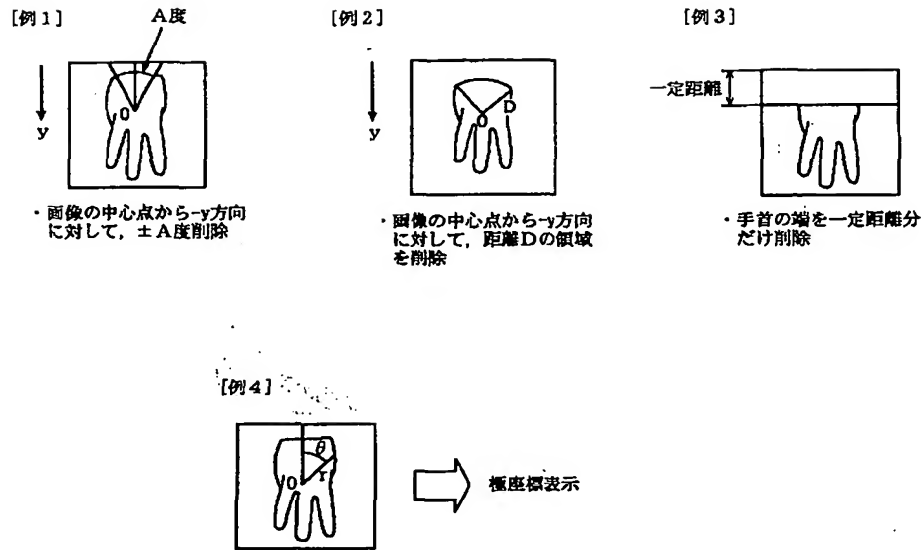 [例1]
A度
y
O
・画像の中心点から-y方向
に対して，±A度削除
[例2]
y
O
D
・画像の中心点から-y方向
に対して，距離Dの領域
を削除
[例3]
一定距離
・手首の端を一定距離分
だけ削除
[例4]
θ
r
O
極座標表示